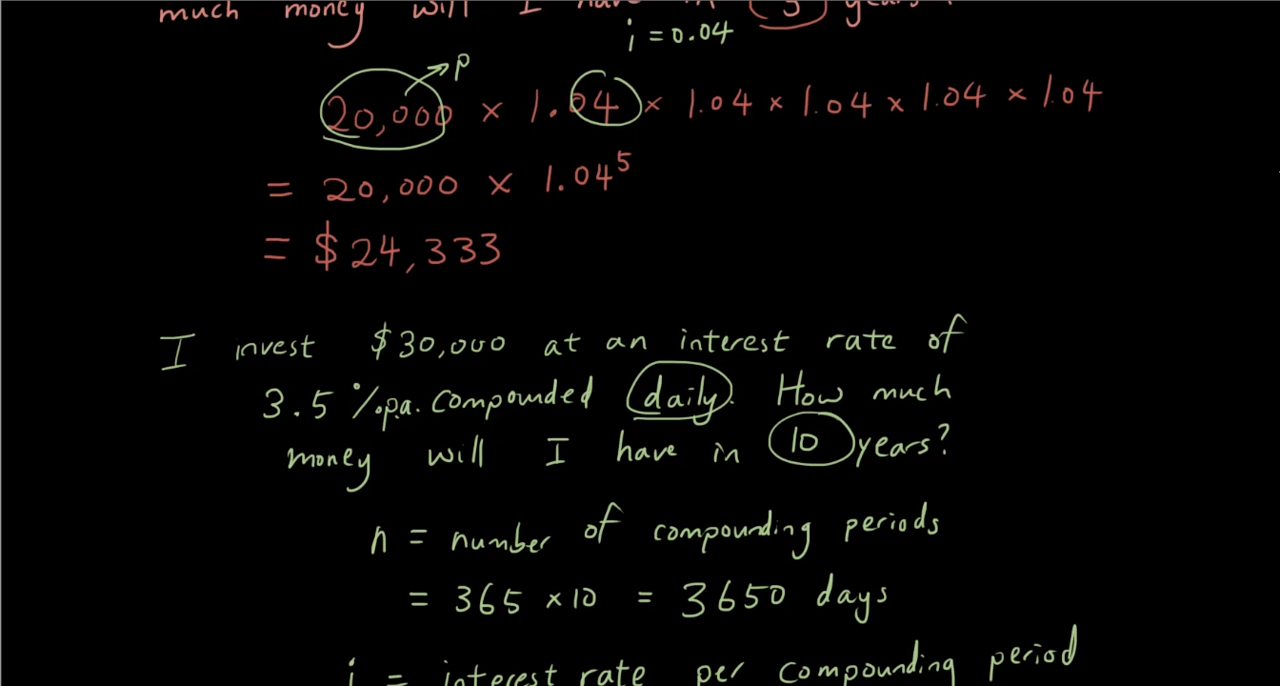 much money will I have in 5 years?
i = 0.04
P
20,000 × 1.04 × 1.04 × 1.04 × 1.04 × 1.04
= 20,000 × 1.04⁵
= $24,333
I invest $30,000 at an interest rate of
3.5 %p.a. compounded daily. How much
money will I have in 10 years?
n = number of compounding periods
= 365 × 10 = 3650 days
i = interest rate per compounding period